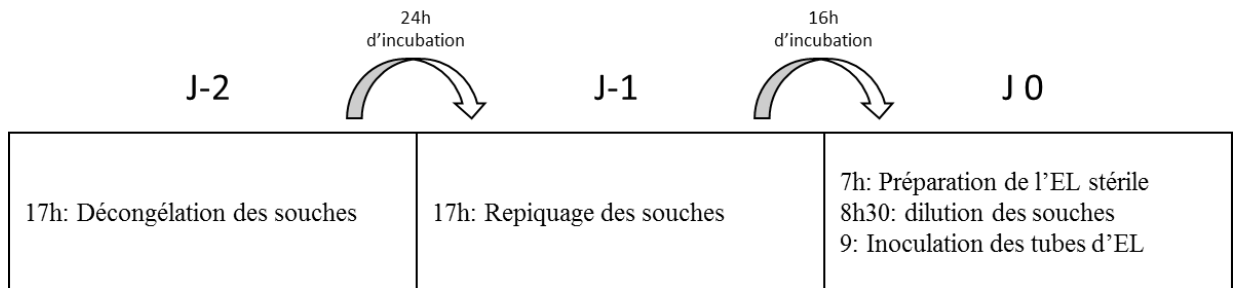 24h
d'incubation
16h
d'incubation
J-2
J-1
J 0
17h: Décongélation des souches
17h: Repiquage des souches
7h: Préparation de l'EL stérile
8h30: dilution des souches
9: Inoculation des tubes d'EL